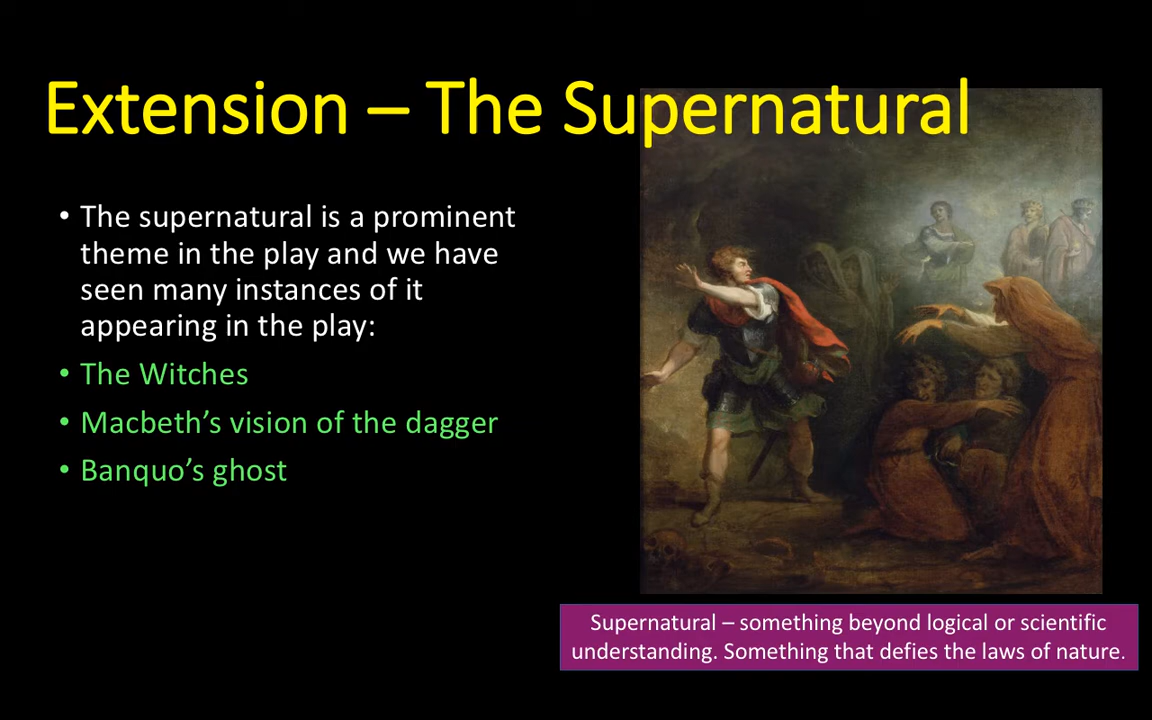 Extension – The Supernatural
• The supernatural is a prominent
theme in the play and we have
seen many instances of it
appearing in the play:
• The Witches
• Macbeth’s vision of the dagger
• Banquo’s ghost
Supernatural – something beyond logical or scientific
understanding. Something that defies the laws of nature.